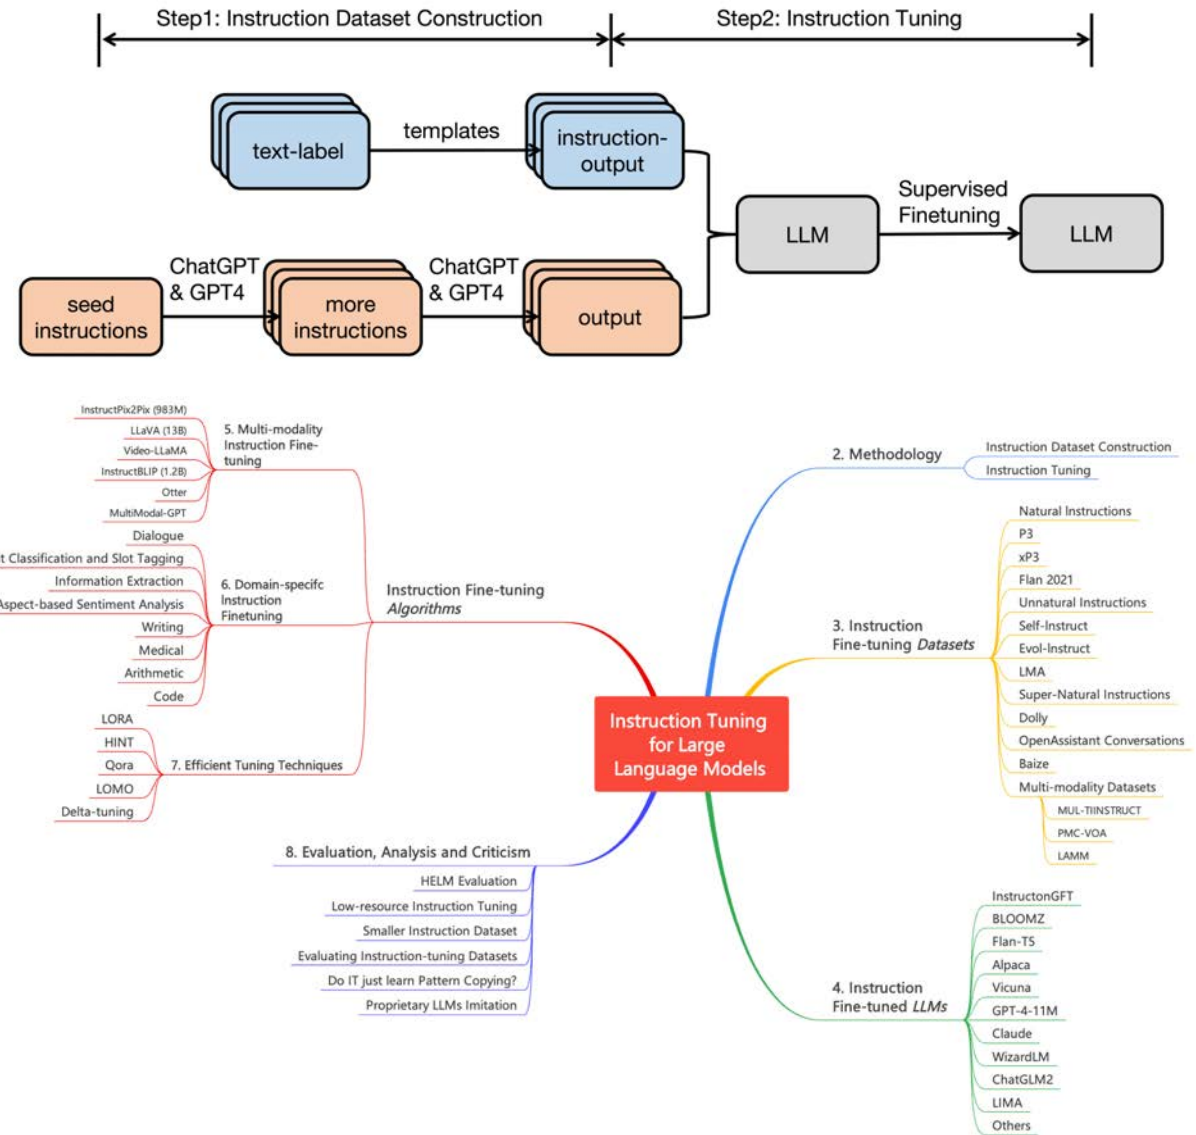 Step1: Instruction Dataset Construction
Step2: Instruction Tuning
text-label
templates
instruction-
output
LLM
Supervised
Finetuning
LLM
seed
instructions
ChatGPT
& GPT4
more
instructions
ChatGPT
& GPT4
output
InstructPix2Pix (983M)
LLaVA (13B)
Video-LLaMA
InstructBLIP (1.2B)
Otter
MultiModal-GPT
5. Multi-modality
Instruction Fine-
tuning
Dialogue
t Classification and Slot Tagging
Information Extraction
Aspect-based Sentiment Analysis
Writing
Medical
Arithmetic
Code
6. Domain-specifc
Instruction
Finetuning
LORA
HINT
Qora
LOMO
Delta-tuning
7. Efficient Tuning Techniques
Instruction Fine-tuning
Algorithms
Instruction Tuning
for Large
Language Models
2. Methodology
Instruction Dataset Construction
Instruction Tuning
3. Instruction
Fine-tuning Datasets
Natural Instructions
P3
xP3
Flan 2021
Unnatural Instructions
Self-Instruct
Evol-Instruct
LMA
Super-Natural Instructions
Dolly
OpenAssistant Conversations
Baize
Multi-modality Datasets
MUL-TIINSTRUCT
PMC-VOA
LAMM
8. Evaluation, Analysis and Criticism
HELM Evaluation
Low-resource Instruction Tuning
Smaller Instruction Dataset
Evaluating Instruction-tuning Datasets
Do IT just learn Pattern Copying?
Proprietary LLMs Imitation
4. Instruction
Fine-tuned LLMs
InstructonGFT
BLOOMZ
Flan-T5
Alpaca
Vicuna
GPT-4-11M
Claude
WizardLM
ChatGLM2
LIMA
Others